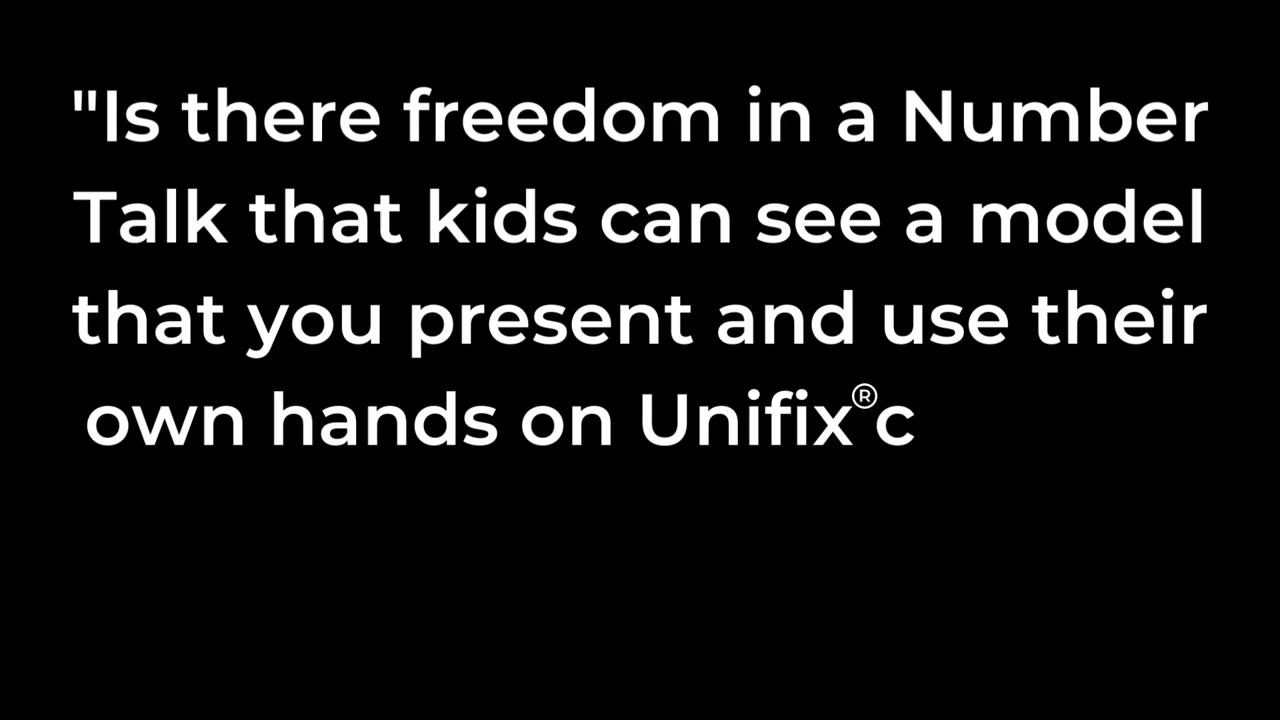 "Is there freedom in a Number
Talk that kids can see a model
that you present and use their
own hands on Unifix®c